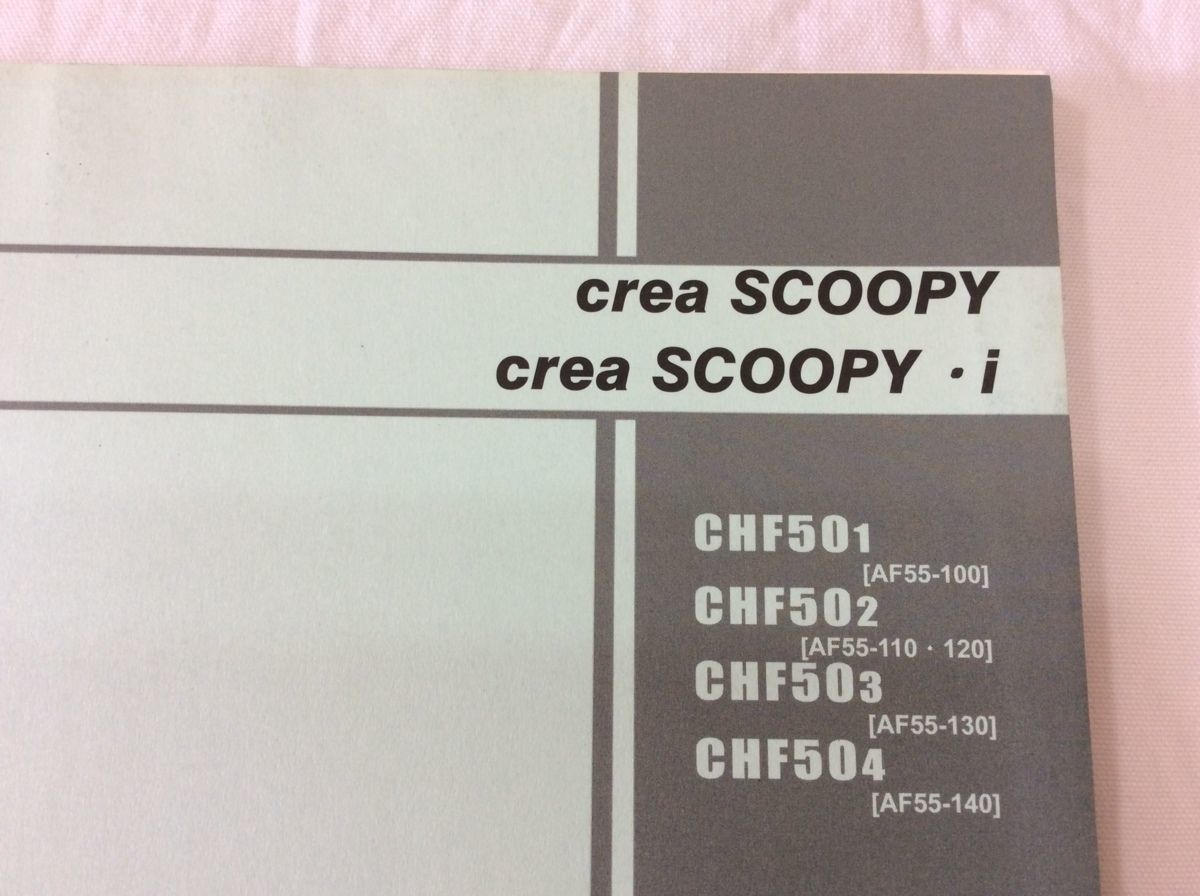 crea SCOOPY
crea SCOOPY・i
CHF501
[AF55-100]
CHF502
[AF55-110・120]
CHF503
[AF55-130]
CHF504
[AF55-140]